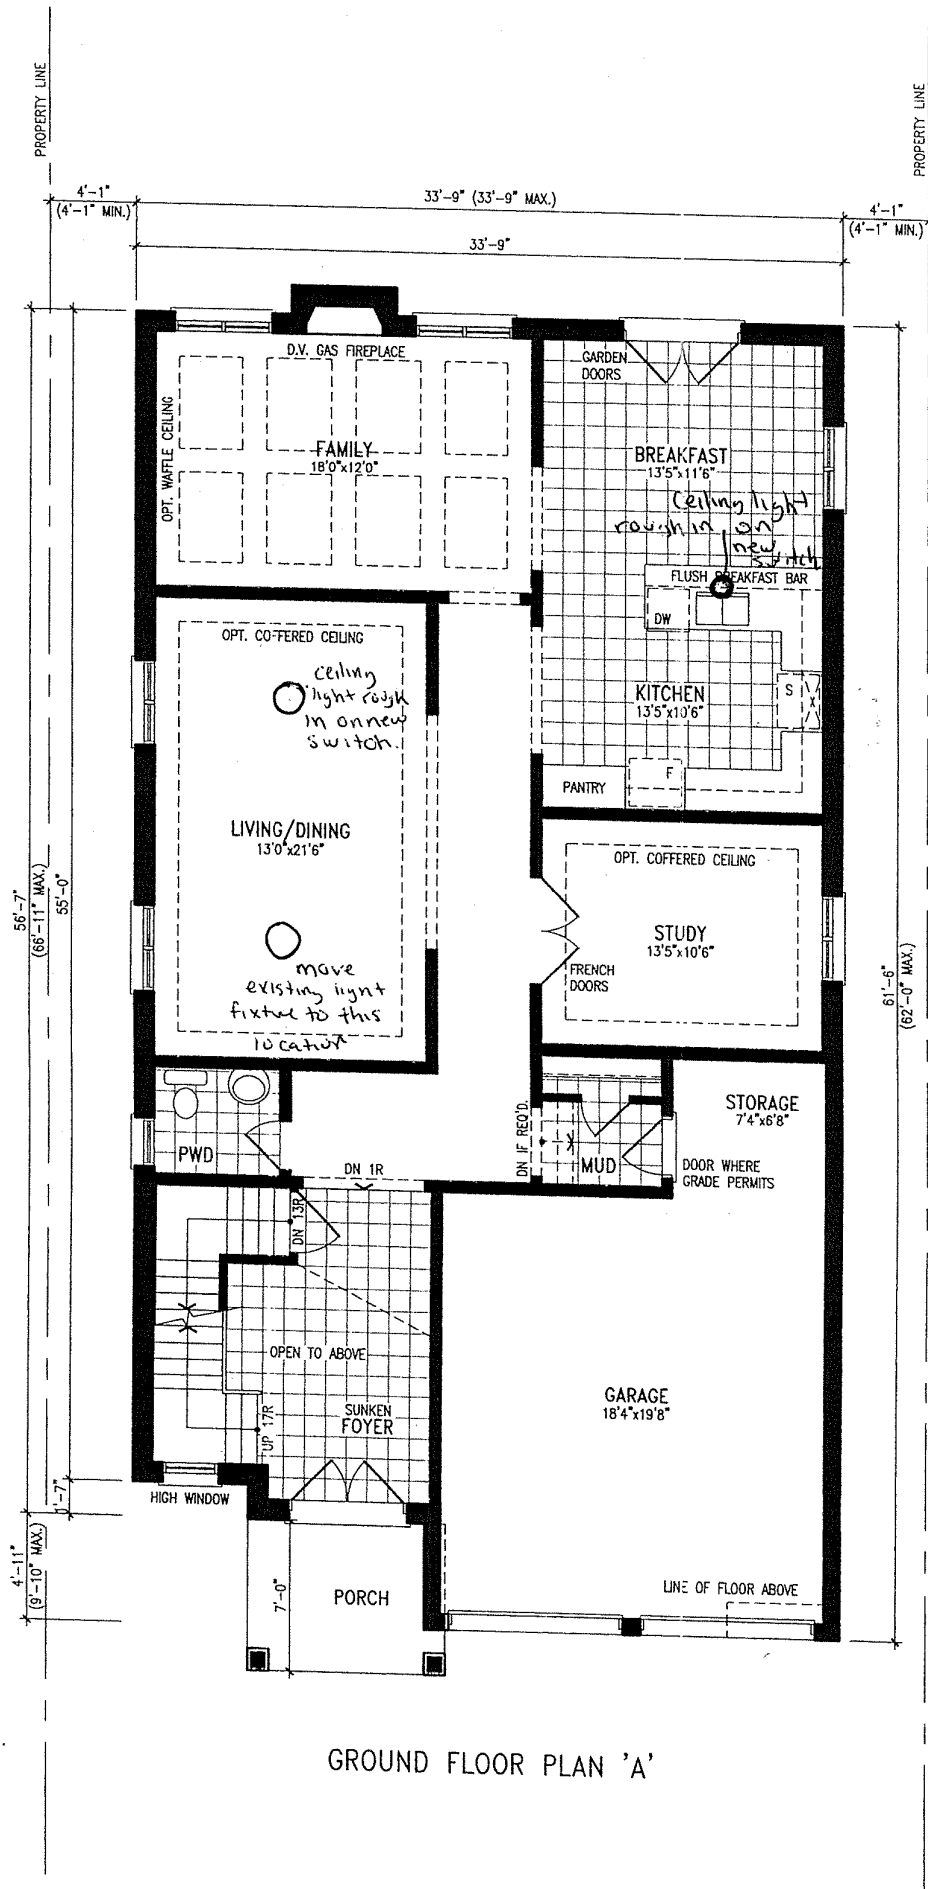 PROPERTY LINE
PROPERTY LINE
4'-1"
(4'-1" MIN.)
33'-9" (33'-9" MAX.)
4'-1"
(4'-1" MIN.)
33'-9"
D.V. GAS FIREPLACE
GARDEN
DOORS
OPT. WAFFLE CEILING
FAMILY
18'0"x12'0"
BREAKFAST
13'5"x11'6"
Ceiling light
rough in on
new
switch
FLUSH BREAKFAST BAR
DW
OPT. COFFERED CEILING
ceiling
light rough
in on new
switch.
KITCHEN
13'5"x10'6"
S
F
PANTRY
LIVING/DINING
13'0"x21'6"
OPT. COFFERED CEILING
STUDY
13'5"x10'6"
FRENCH
DOORS
move
existing light
fixture to this
location
56'-7"
(66'-11" MAX.)
55'-0"
61'-6"
(62'-0" MAX.)
PWD
DN IF REQ'D.
MUD
STORAGE
7'4"x6'8"
DOOR WHERE
GRADE PERMITS
DN 1R
DN 13R
OPEN TO ABOVE
SUNKEN
FOYER
UP 17R
GARAGE
18'4"x19'8"
HIGH WINDOW
1'-7"
4'-11"
(9'-10" MAX.)
7'-0"
PORCH
LINE OF FLOOR ABOVE
GROUND FLOOR PLAN 'A'